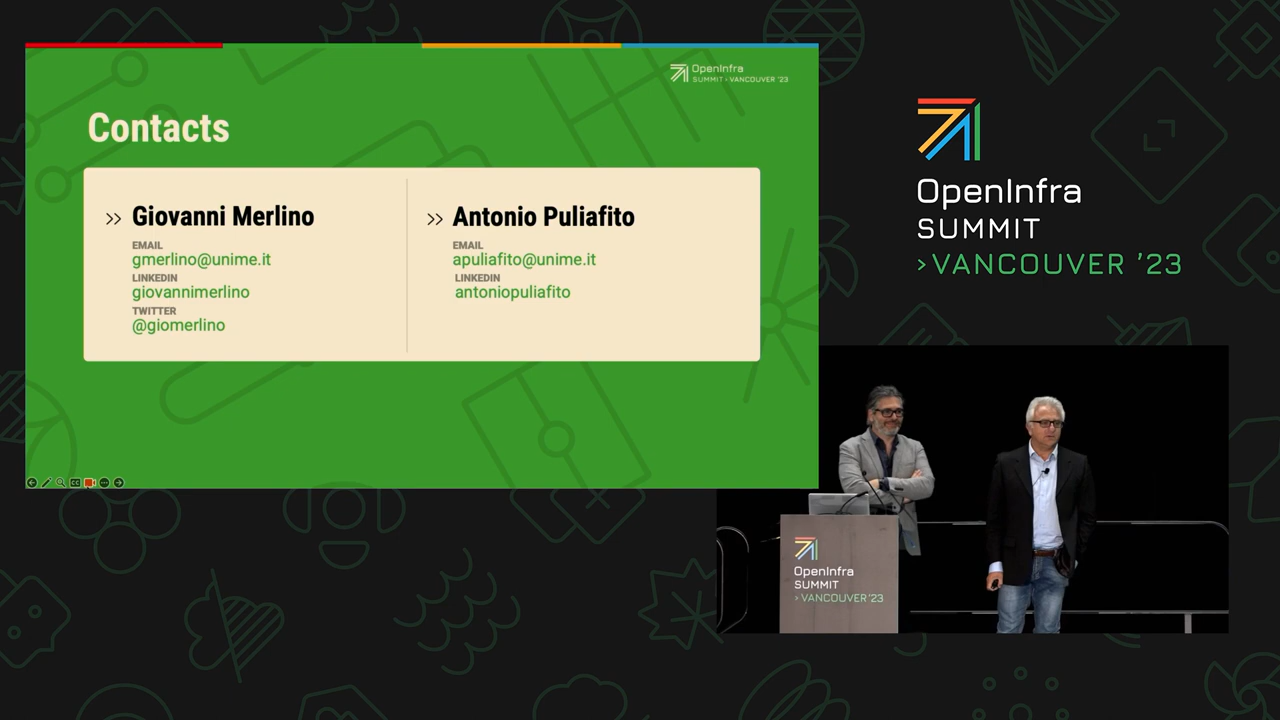 OpenInfra
SUMMIT › VANCOUVER '23
Contacts
Giovanni Merlino
EMAIL
gmerlino@unime.it
LINKEDIN
giovannimerlino
TWITTER
@giomerlino
Antonio Puliafito
EMAIL
apuliafito@unime.it
LINKEDIN
antoniopuliafito
CC
OpenInfra
SUMMIT
›VANCOUVER '23
OpenInfra
SUMMIT
› VANCOUVER '23